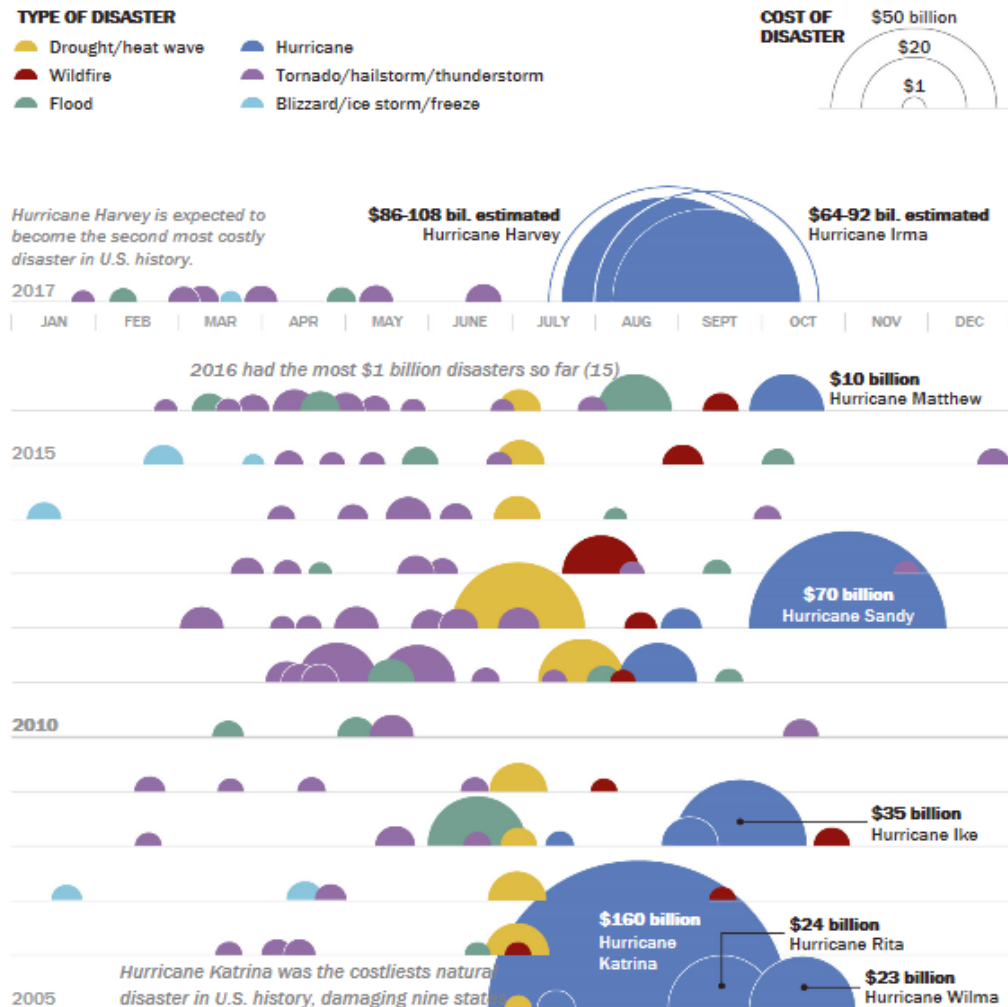 TYPE OF DISASTER
Drought/heat wave
Hurricane
Wildfire
Tornado/hailstorm/thunderstorm
Flood
Blizzard/ice storm/freeze
COST OF
DISASTER
$50 billion
$20
$1
Hurricane Harvey is expected to
become the second most costly
disaster in U.S. history.
$86-108 bil. estimated
Hurricane Harvey
$64-92 bil. estimated
Hurricane Irma
2017
JAN FEB MAR APR MAY JUNE JULY AUG SEPT OCT NOV DEC
2016 had the most $1 billion disasters so far (15)
$10 billion
Hurricane Matthew
2015
$70 billion
Hurricane Sandy
2010
$35 billion
Hurricane Ike
$160 billion
Hurricane
Katrina
$24 billion
Hurricane Rita
Hurricane Katrina was the costliests natural
disaster in U.S. history, damaging nine states
$23 billion
Hurricane Wilma
2005